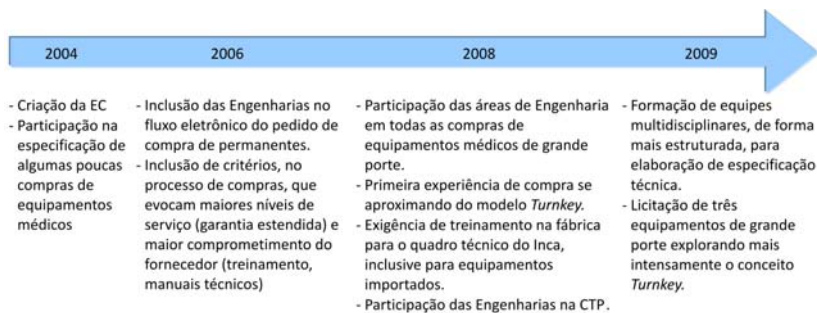 2004
2006
2008
2009
- Criação da EC
- Participação na
especificação de
algumas poucas
compras de
equipamentos
médicos
- Inclusão das Engenharias no
fluxo eletrônico do pedido de
compra de permanentes.
- Inclusão de critérios, no
processo de compras, que
evocam maiores níveis de
serviço (garantia estendida) e
maior comprometimento do
fornecedor (treinamento,
manuais técnicos)
- Participação das áreas de Engenharia
em todas as compras de
equipamentos médicos de grande
porte.
- Primeira experiência de compra se
aproximando do modelo Turnkey.
- Exigência de treinamento na fábrica
para o quadro técnico do Inca,
inclusive para equipamentos
importados.
- Participação das Engenharias na CTP.
- Formação de equipes
multidisciplinares, de forma
mais estruturada, para
elaboração de especificação
técnica.
- Licitação de três
equipamentos de grande
porte explorando mais
intensamente o conceito
Turnkey.